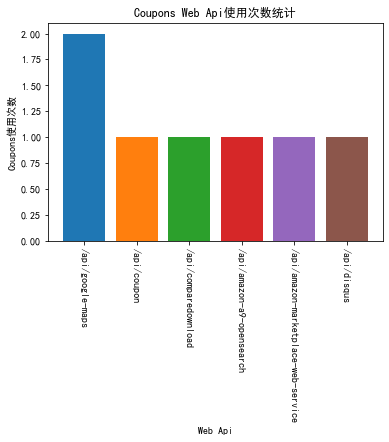 Coupons Web Api使用次数统计
Coupons使用次数
2.00
1.75
1.50
1.25
1.00
0.75
0.50
0.25
0.00
/api/google-maps
/api/coupon
/api/comparedownload
/api/amazon-a9-opensearch
/api/amazon-marketplace-web-service
/api/disqus
Web Api